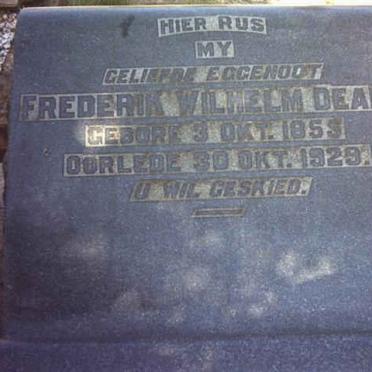 HIER RUS
MY
GELIEFDE EGGENOOT
FREDERIK WILHELM DEA
GEBORE 3 OKT. 1853
OORLEDE 30 OKT. 1929.
U WIL GESKIED.